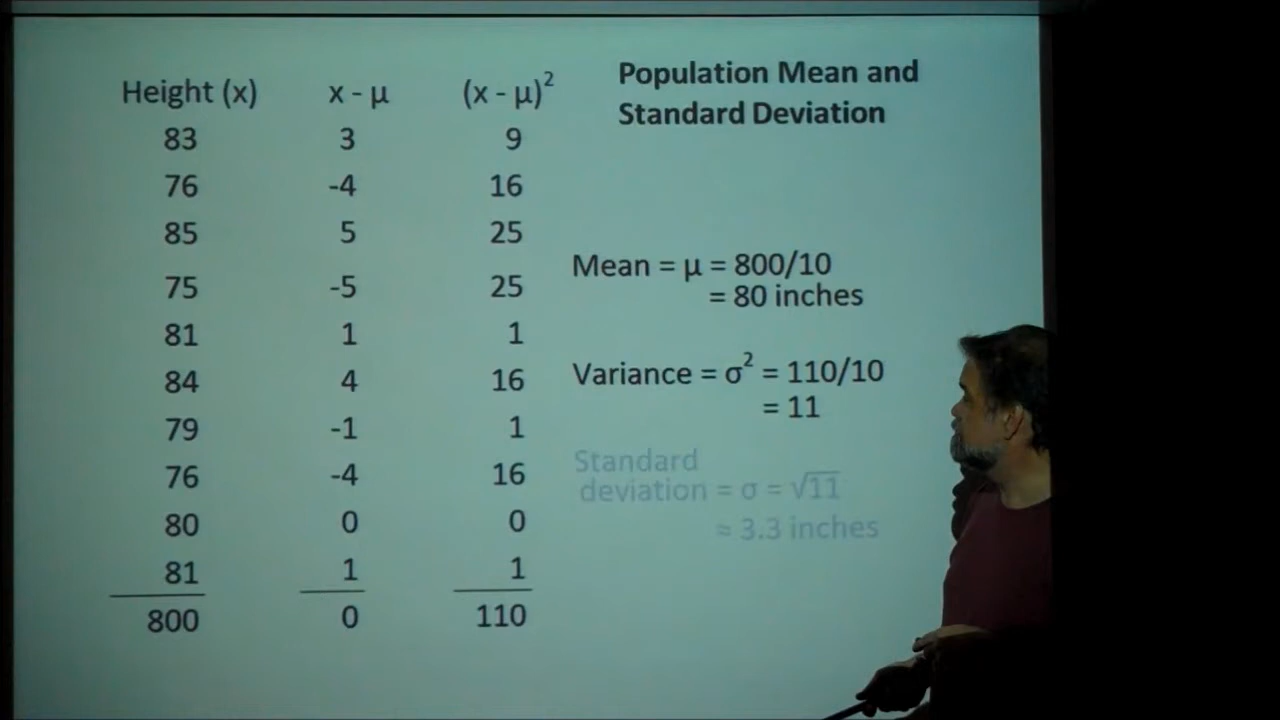 Population Mean and
Standard Deviation
Height (x) x - μ (x - μ)²
83 3 9
76 -4 16
85 5 25
75 -5 25
81 1 1
84 4 16
79 -1 1
76 -4 16
80 0 0
81 1 1
800 0 110
Mean = μ = 800/10
= 80 inches
Variance = σ² = 110/10
= 11
Standard
deviation = σ = √11
≈ 3.3 inches